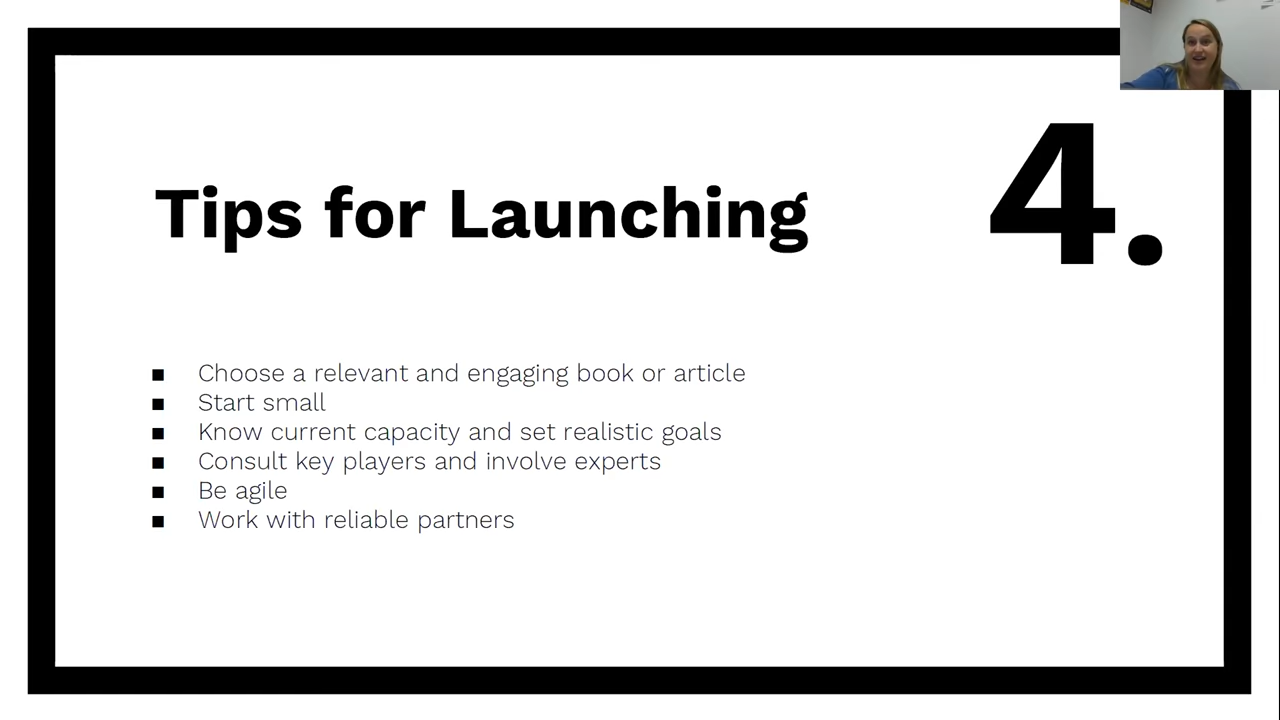 4.
Tips for Launching
Choose a relevant and engaging book or article
Start small
Know current capacity and set realistic goals
Consult key players and involve experts
Be agile
Work with reliable partners